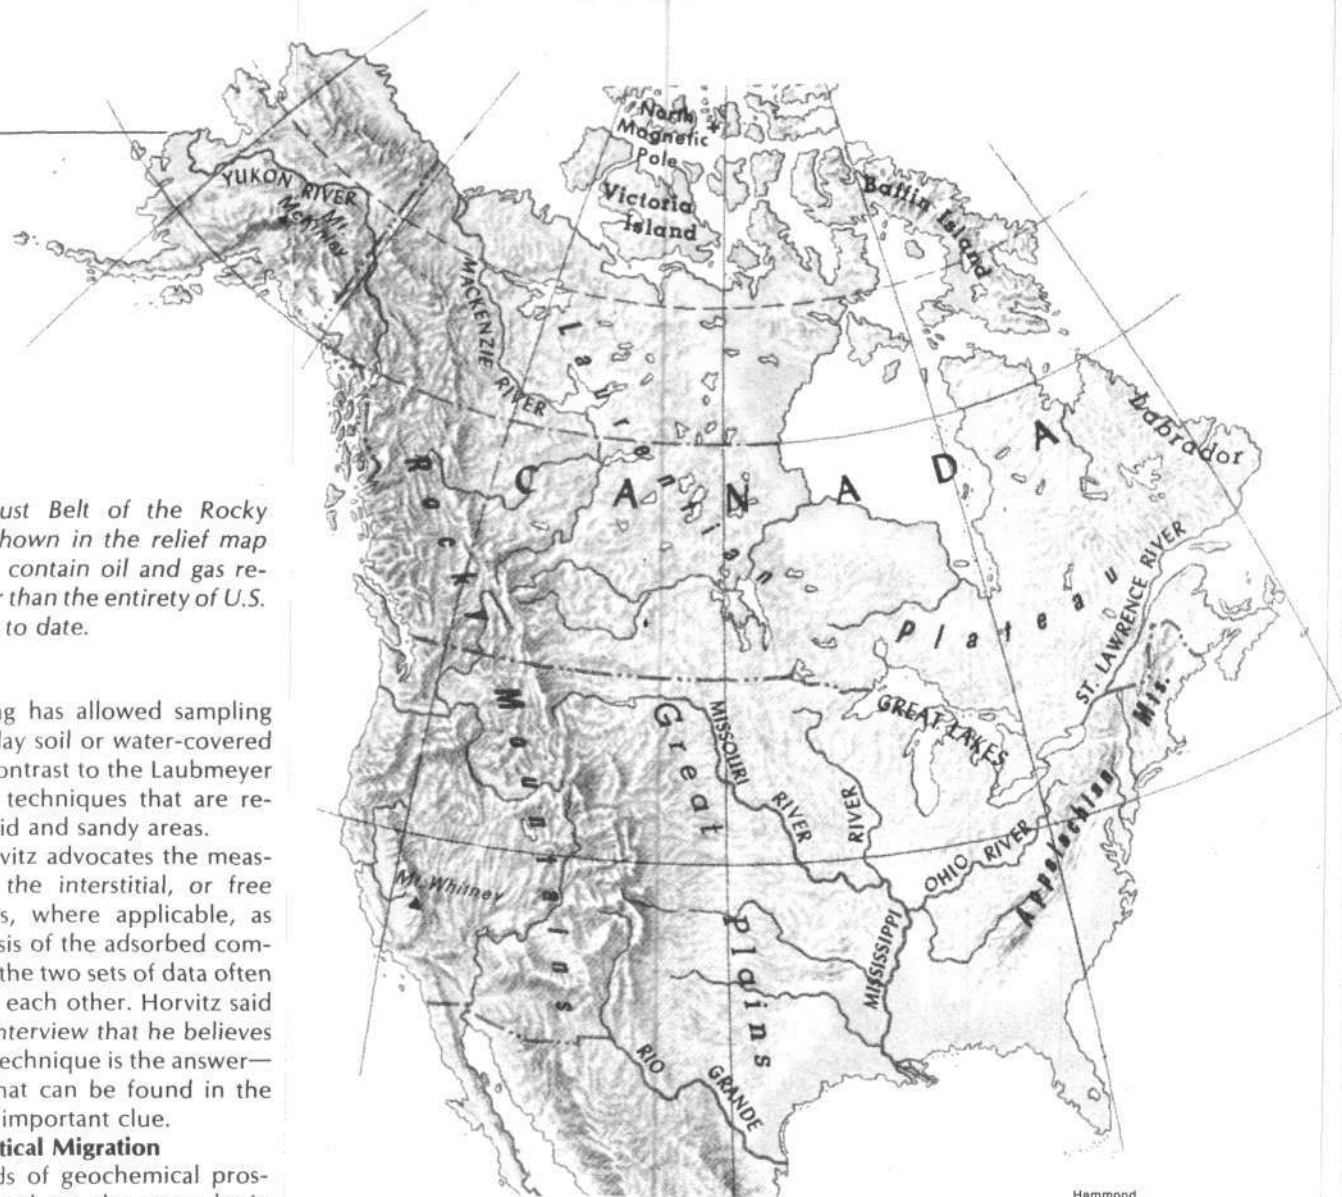 ust Belt of the Rocky
hown in the relief map
contain oil and gas re-
r than the entirety of U.S.
to date.
ng has allowed sampling
lay soil or water-covered
ontrast to the Laubmeyer
techniques that are re-
id and sandy areas.
vitz advocates the meas-
the interstitial, or free
s, where applicable, as
sis of the adsorbed com-
the two sets of data often
each other. Horvitz said
nterview that he believes
technique is the answer—
hat can be found in the
important clue.
tical Migration
ds of geochemical pros-
North
Magnetic
Pole
Victoria
Island
Baffin Island
YUKON RIVER
Mt.
McKinley
MACKENZIE RIVER
Laurentian Plateau
CANADA
Labrador
Rocky Mountains
ST. LAWRENCE RIVER
GREAT LAKES
Great Plains
MISSOURI RIVER
MISSISSIPPI RIVER
OHIO RIVER
Appalachian Mts.
Mt. Whitney
RIO GRANDE
Hammond